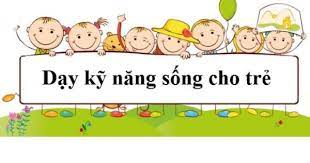 Dạy kỹ năng sống cho trẻ